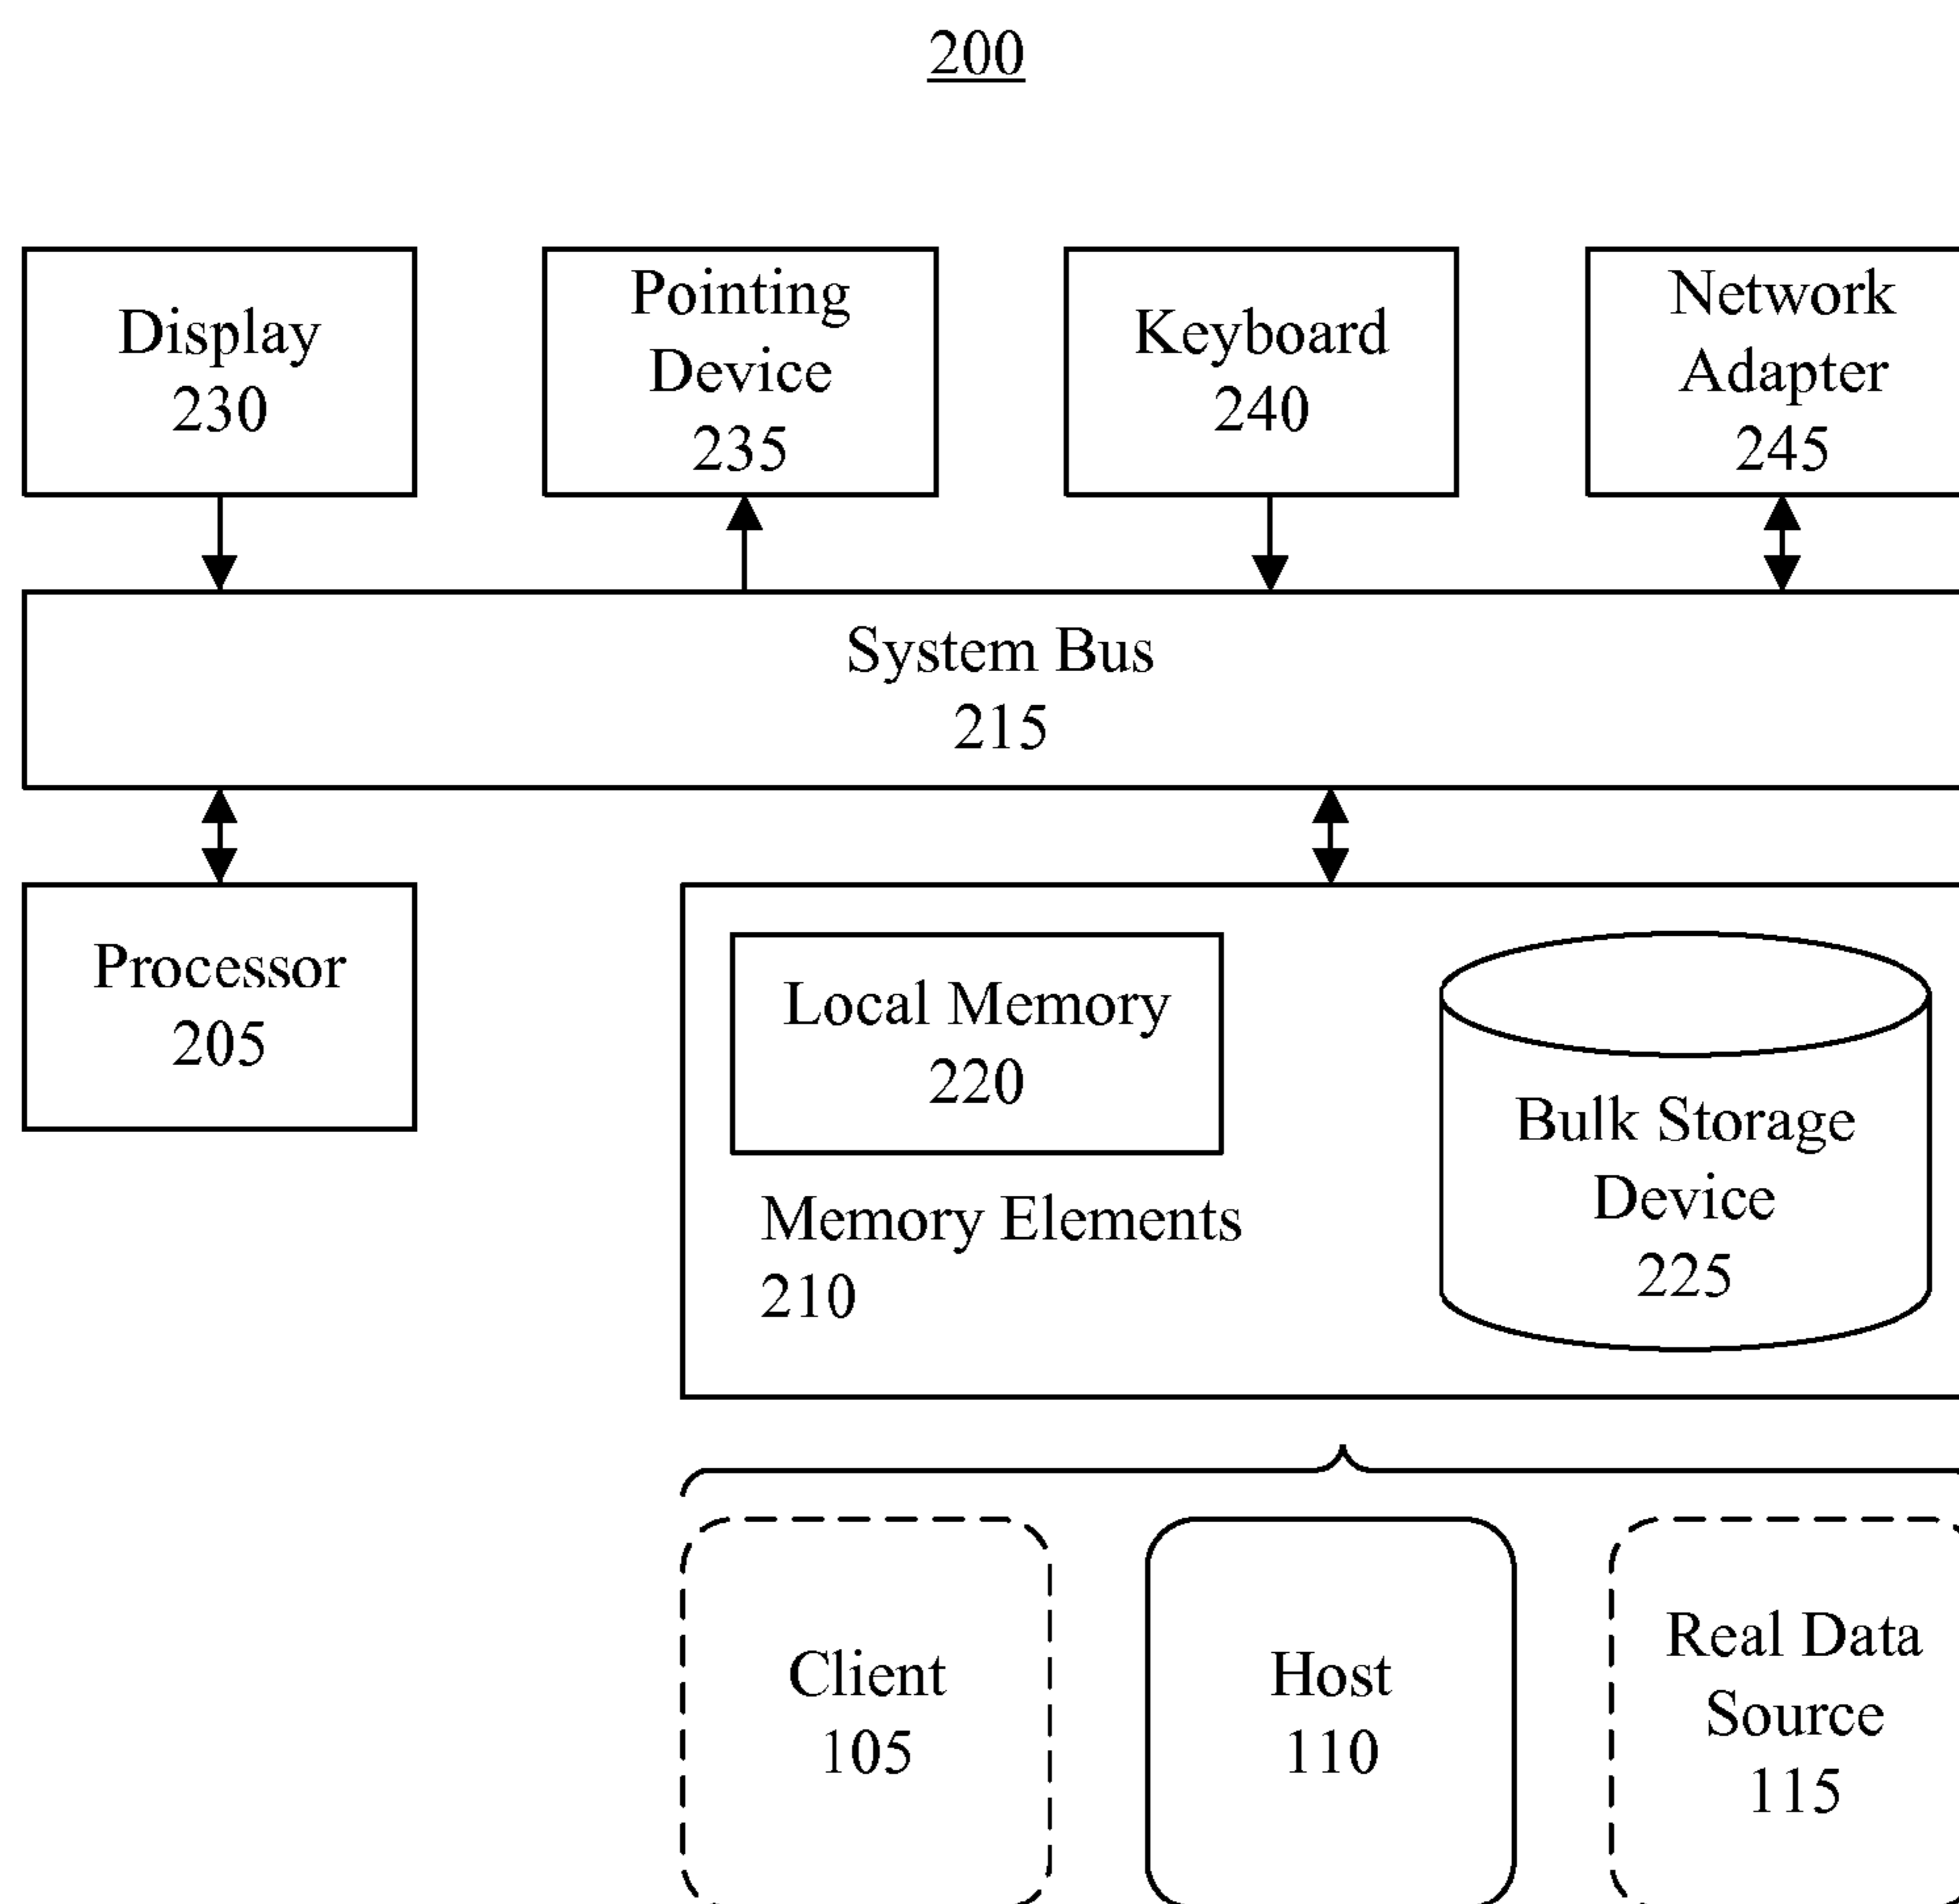 200
Display
230
Pointing
Device
235
Keyboard
240
Network
Adapter
245
System Bus
215
Processor
205
Local Memory
220
Memory Elements
210
Bulk Storage
Device
225
Client
105
Host
110
Real Data
Source
115